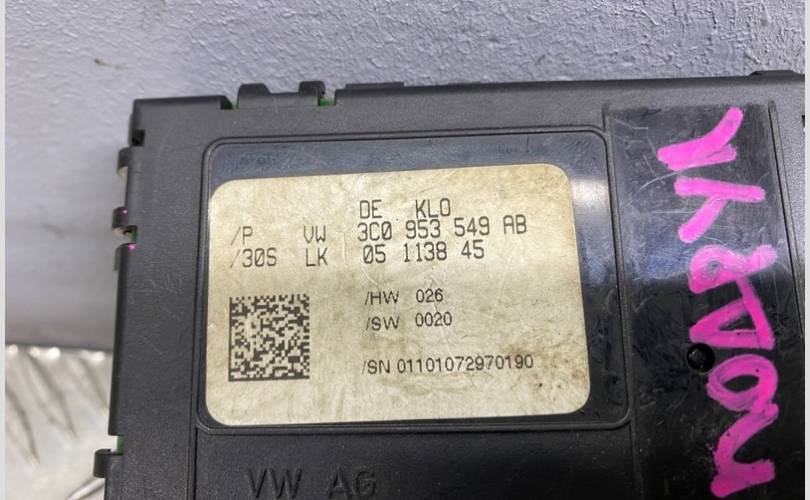 DE KLO
/P VW 3C0 953 549 AB
/30S LK 05 1138 45
/HW 026
/SW 0020
/SN 01101072970190
VW AG